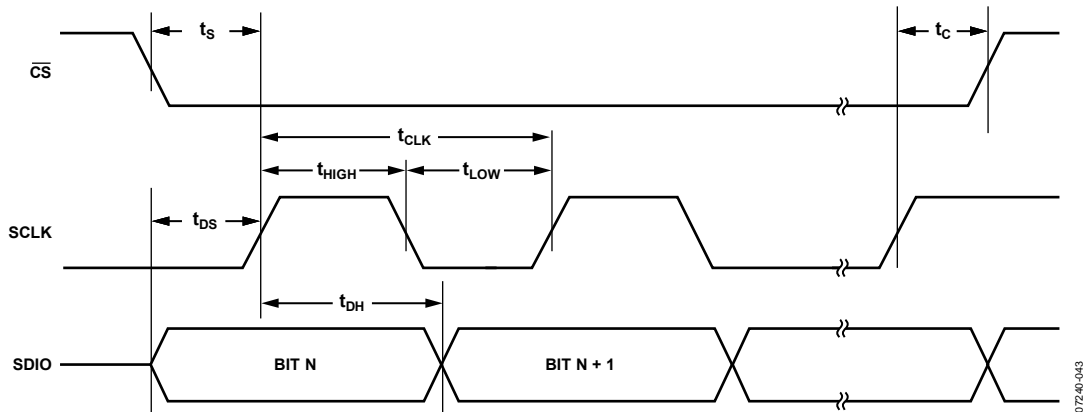 tS
tC
CS
tCLK
tHIGH
tLOW
tDS
SCLK
tDH
SDIO
BIT N
BIT N + 1
07240-043